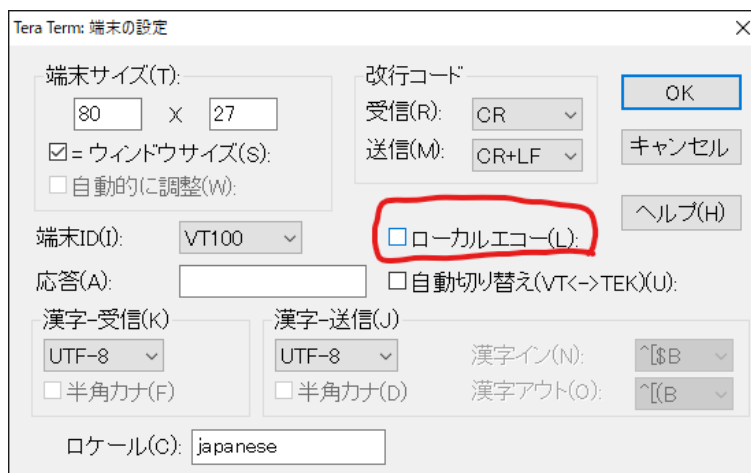 Tera Term: 端末の設定
端末サイズ(T):
80 X 27
=ウィンドウサイズ(S):
自動的に調整(W):
改行コード
受信(R): CR
送信(M): CR+LF
OK
キャンセル
ヘルプ(H)
端末ID(I): VT100
ローカルエコー(L):
応答(A):
自動切り替え(VT<->TEK)(U):
漢字-受信(K)
UTF-8
半角カナ(F)
漢字-送信(J)
UTF-8
半角カナ(D)
漢字イン(N): ^[$B
漢字アウト(O): ^[(B
ロケール(C): japanese